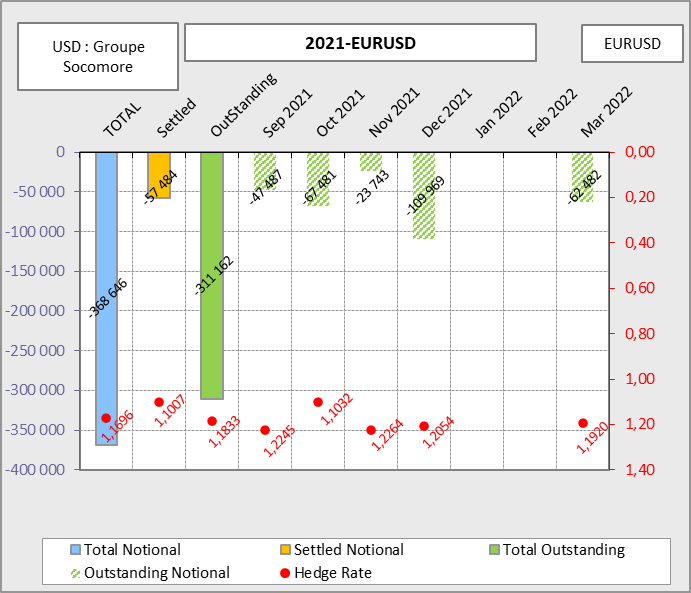 USD : Groupe
Socomore
2021-EURUSD
EURUSD
TOTAL
Settled
OutStanding
Sep 2021
Oct 2021
Nov 2021
Dec 2021
Jan 2022
Feb 2022
Mar 2022
0
-50 000
-100 000
-150 000
-200 000
-250 000
-300 000
-350 000
-400 000
0,00
0,20
0,40
0,60
0,80
1,00
1,20
1,40
-368 646
-57 484
-311 162
-47 487
-67 481
-23 743
-109 969
-62 482
1,1696
1,1007
1,1833
1,2245
1,1032
1,2264
1,2054
1,1920
Total Notional
Settled Notional
Total Outstanding
Outstanding Notional
Hedge Rate